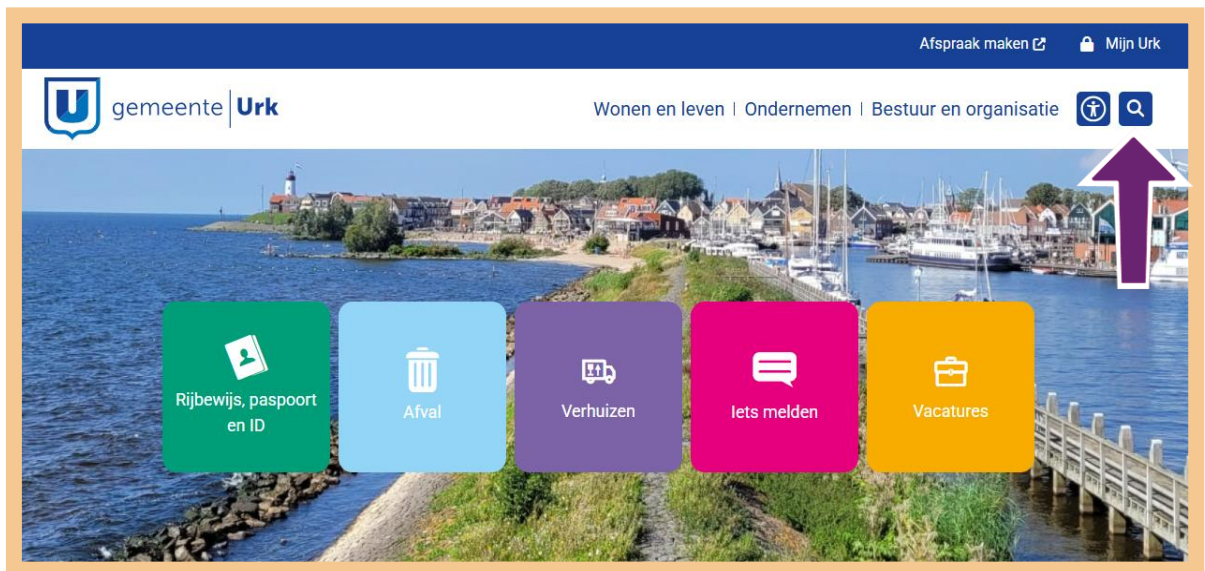 Afspraak maken
Mijn Urk
gemeente Urk
Wonen en leven | Ondernemen | Bestuur en organisatie
Rijbewijs, paspoort
en ID
Afval
Verhuizen
Iets melden
Vacatures